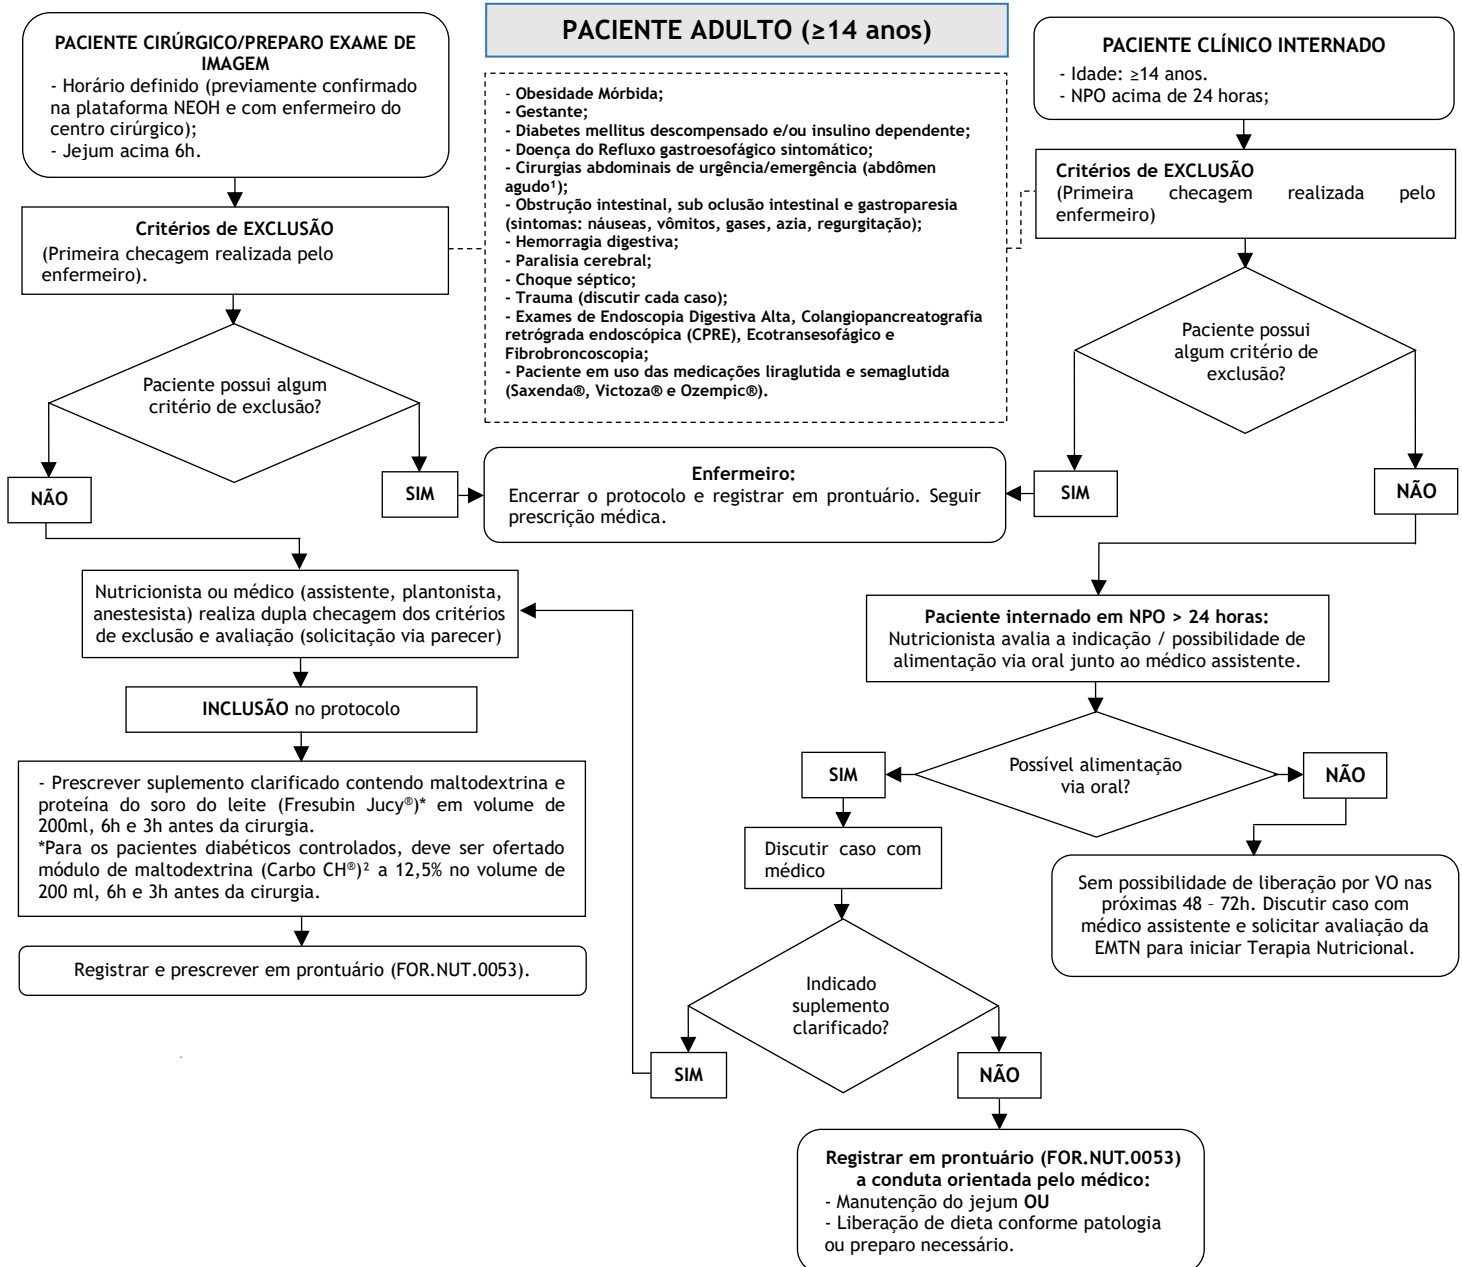 PACIENTE ADULTO (≥14 anos)
PACIENTE CIRÚRGICO/PREPARO EXAME DE
IMAGEM
- Horário definido (previamente confirmado
na plataforma NEOH e com enfermeiro do
centro cirúrgico);
- Jejum acima 6h.
Critérios de EXCLUSÃO
(Primeira checagem realizada pelo
enfermeiro).
- Obesidade Mórbida;
- Gestante;
- Diabetes mellitus descompensado e/ou insulino dependente;
- Doença do Refluxo gastroesofágico sintomático;
- Cirurgias abdominais de urgência/emergência (abdômen
agudo¹);
- Obstrução intestinal, sub oclusão intestinal e gastroparesia
(sintomas: náuseas, vômitos, gases, azia, regurgitação);
- Hemorragia digestiva;
- Paralisia cerebral;
- Choque séptico;
- Trauma (discutir cada caso);
- Exames de Endoscopia Digestiva Alta, Colangiopancreatografia
retrógrada endoscópica (CPRE), Ecotransesofágico e
Fibrobroncoscopia;
- Paciente em uso das medicações liraglutida e semaglutida
(Saxenda®, Victoza® e Ozempic®).
PACIENTE CLÍNICO INTERNADO
- Idade: ≥14 anos.
- NPO acima de 24 horas;
Critérios de EXCLUSÃO
(Primeira checagem realizada pelo
enfermeiro)
Paciente possui algum
critério de exclusão?
Paciente possui
algum critério de
exclusão?
NÃO
SIM
Enfermeiro:
Encerrar o protocolo e registrar em prontuário. Seguir
prescrição médica.
SIM
NÃO
Nutricionista ou médico (assistente, plantonista,
anestesista) realiza dupla checagem dos critérios
de exclusão e avaliação (solicitação via parecer)
INCLUSÃO no protocolo
- Prescrever suplemento clarificado contendo maltodextrina e
proteína do soro do leite (Fresubin Jucy®)* em volume de
200ml, 6h e 3h antes da cirurgia.
*Para os pacientes diabéticos controlados, deve ser ofertado
módulo de maltodextrina (Carbo CH®)² a 12,5% no volume de
200 ml, 6h e 3h antes da cirurgia.
Registrar e prescrever em prontuário (FOR.NUT.0053).
Paciente internado em NPO > 24 horas:
Nutricionista avalia a indicação / possibilidade de
alimentação via oral junto ao médico assistente.
Possível alimentação
via oral?
SIM
NÃO
Discutir caso com
médico
Sem possibilidade de liberação por VO nas
próximas 48 – 72h. Discutir caso com
médico assistente e solicitar avaliação da
EMTN para iniciar Terapia Nutricional.
Indicado
suplemento
clarificado?
SIM
NÃO
Registrar em prontuário (FOR.NUT.0053)
a conduta orientada pelo médico:
- Manutenção do jejum OU
- Liberação de dieta conforme patologia
ou preparo necessário.